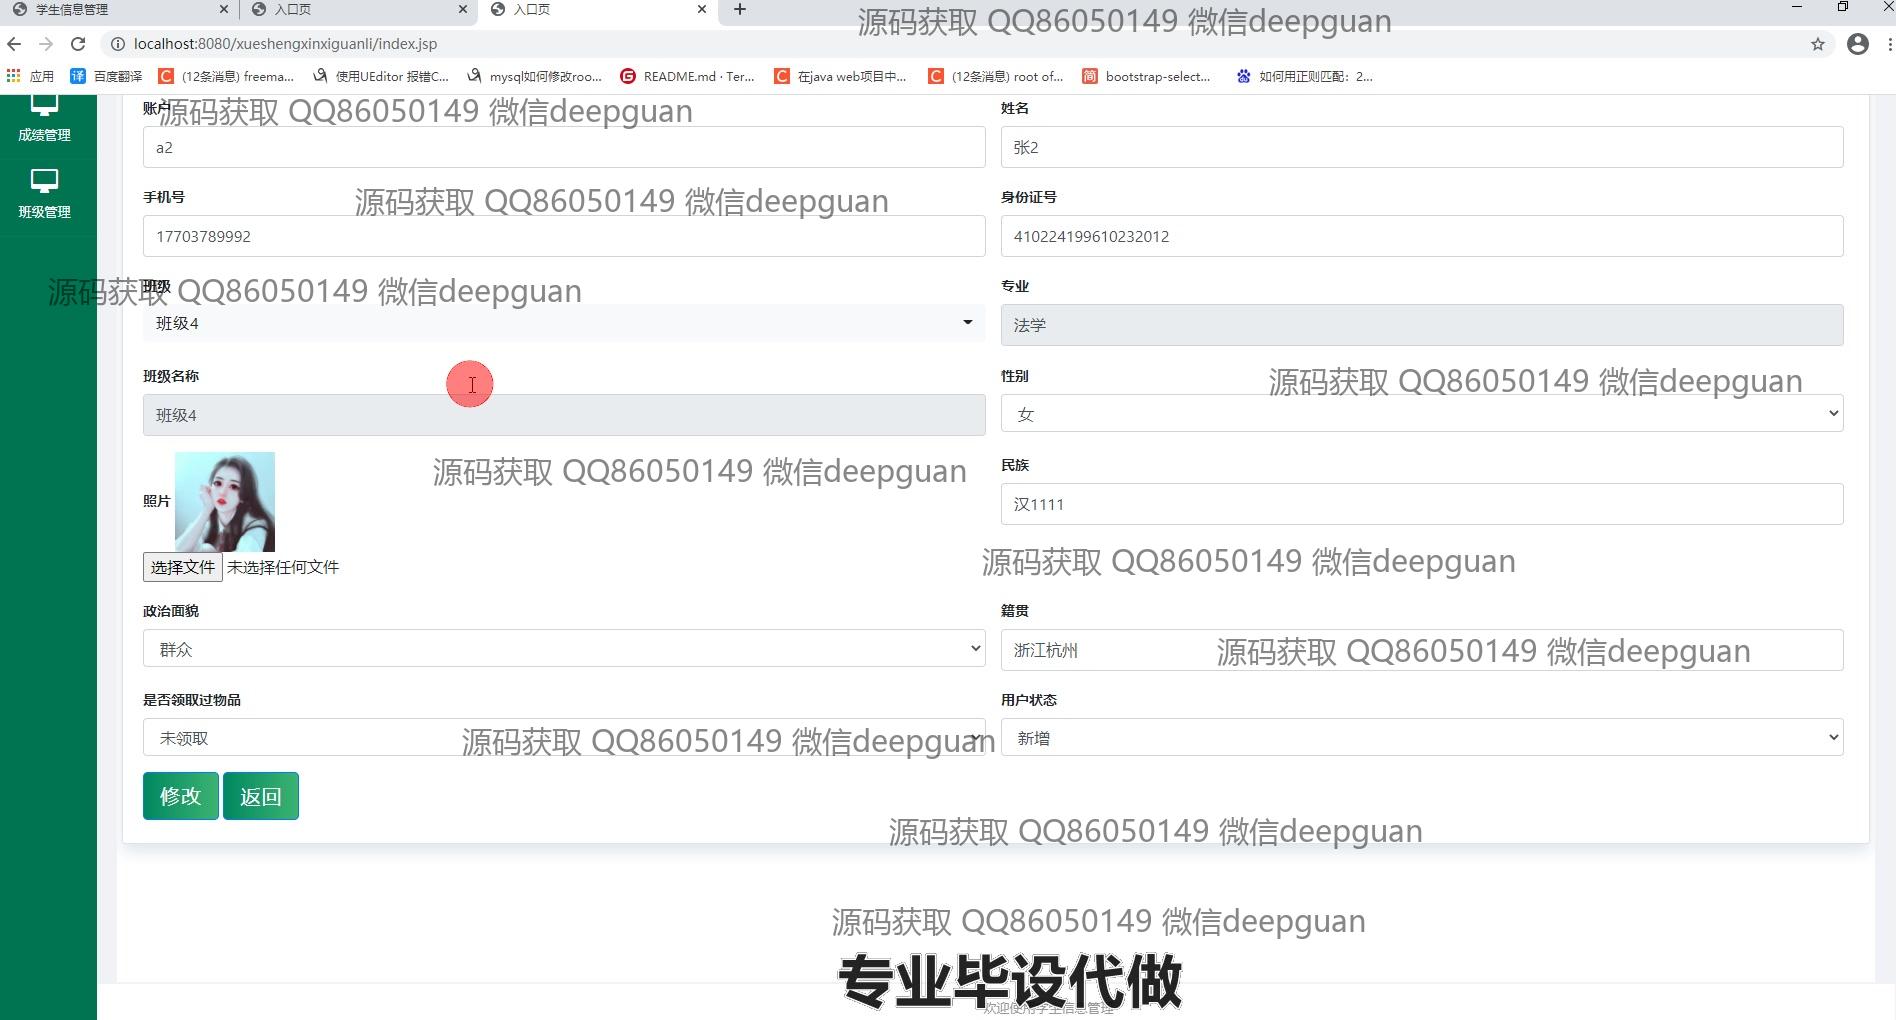 学生信息管理
入口页
入口页
源码获取 QQ86050149 微信deepguan
localhost:8080/xueshengxinxiguanli/index.jsp
应用
百度翻译
(12条消息) freema...
使用UEditor 报错C...
mysql如何修改roo...
README.md · Ter...
在java web项目中...
(12条消息) root of...
bootstrap-select...
如何用正则匹配：2...
成绩管理
班级管理
账户
源码获取 QQ86050149 微信deepguan
姓名
a2
张2
手机号
源码获取 QQ86050149 微信deepguan
身份证号
17703789992
410224199610232012
班级
源码获取 QQ86050149 微信deepguan
专业
班级4
法学
班级名称
性别
源码获取 QQ86050149 微信deepguan
班级4
女
源码获取 QQ86050149 微信deepguan
民族
照片
汉1111
选择文件 未选择任何文件
源码获取 QQ86050149 微信deepguan
政治面貌
籍贯
群众
浙江杭州
源码获取 QQ86050149 微信deepguan
是否领取过物品
用户状态
未领取
源码获取 QQ86050149 微信deepguan
新增
修改
返回
源码获取 QQ86050149 微信deepguan
源码获取 QQ86050149 微信deepguan
专业毕设代做
欢迎使用学生信息管理